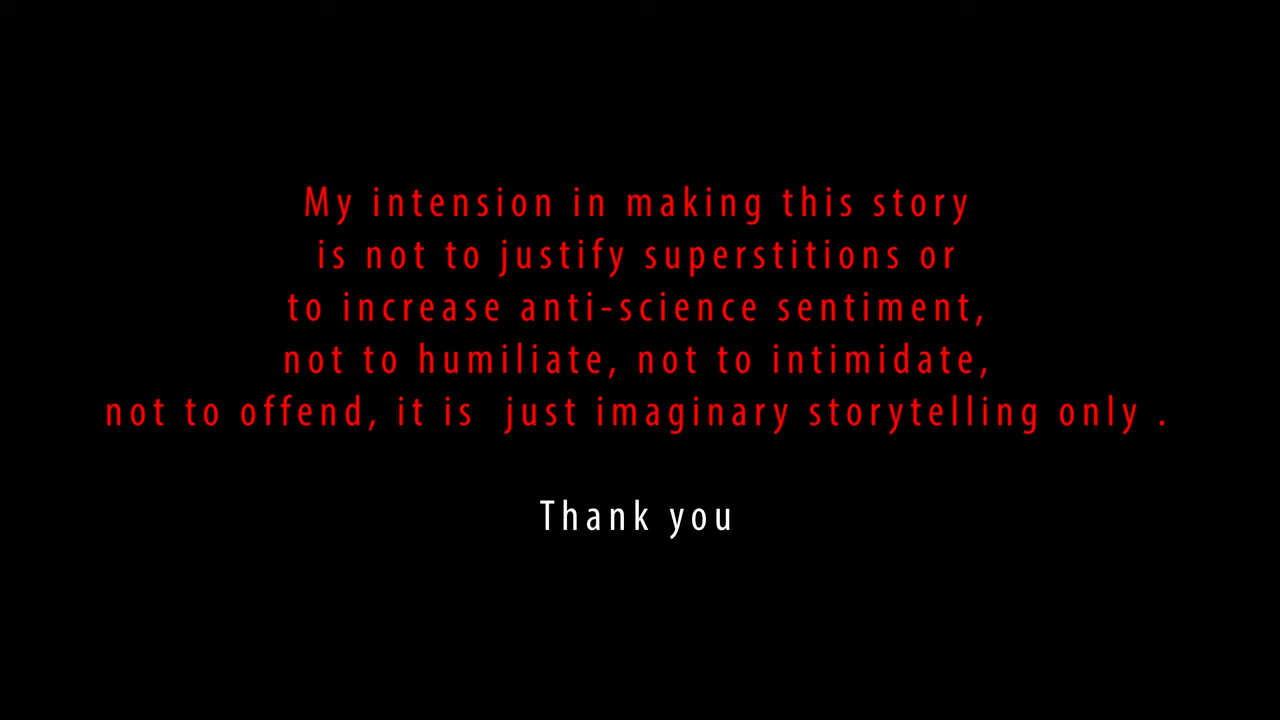 My intension in making this story
is not to justify superstitions or
to increase anti-science sentiment,
not to humiliate, not to intimidate,
not to offend, it is  just imaginary storytelling only .
Thank you